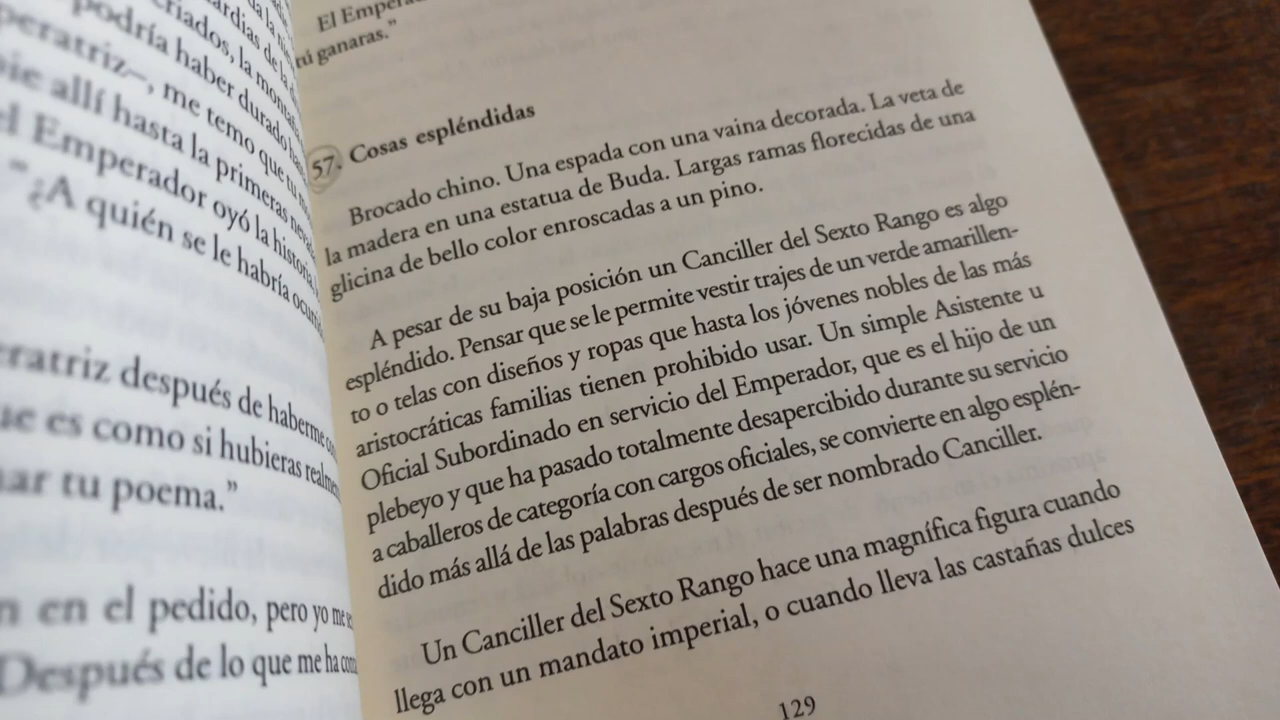 podría haber durado
me temo que tu
pie allí hasta la primeras
el Emperador oyó la historia,
"¿A quién se le habría
después de haberme
que es como si hubieras
tu poema."
en el pedido, pero yo me
Después de lo que me ha
El
tú ganaras."
57. Cosas espléndidas
Brocado chino. Una espada con una vaina decorada. La veta de
la madera en una estatua de Buda. Largas ramas florecidas de una
glicina de bello color enroscadas a un pino.
A pesar de su baja posición un Canciller del Sexto Rango es algo
espléndido. Pensar que se le permite vestir trajes de un verde amarillen-
to o telas con diseños y ropas que hasta los jóvenes nobles de las más
aristocráticas familias tienen prohibido usar. Un simple Asistente u
Oficial Subordinado en servicio del Emperador, que es el hijo de un
plebeyo y que ha pasado totalmente desapercibido durante su servicio
a caballeros de categoría con cargos oficiales, se convierte en algo esplén-
dido más allá de las palabras después de ser nombrado Canciller.
Un Canciller del Sexto Rango hace una magnífica figura cuando
llega con un mandato imperial, o cuando lleva las castañas dulces
129